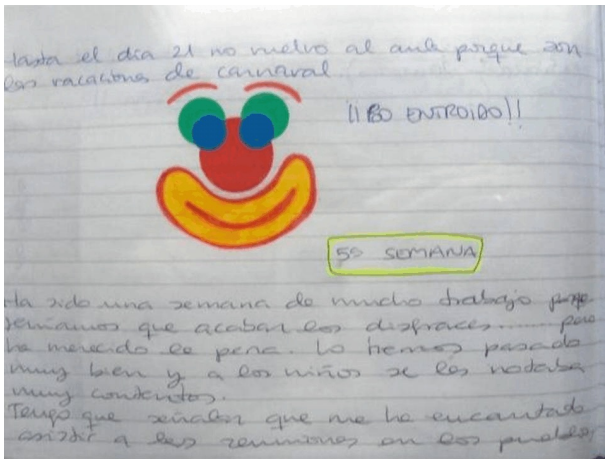 Hasta el día 21 no vuelvo al aula porque son
las vacaciones de carnaval
¡¡BO ENTROIDO!!
5º SEMANA
Ha sido una semana de mucho trabajo porque
teníamos que acabar los disfraces...... pero
ha merecido la pena. Lo hemos pasado
muy bien y a los niños se les notaba
muy contentos.
Tengo que señalar que me ha encantado
asistir a las reuniones en los pueblos,